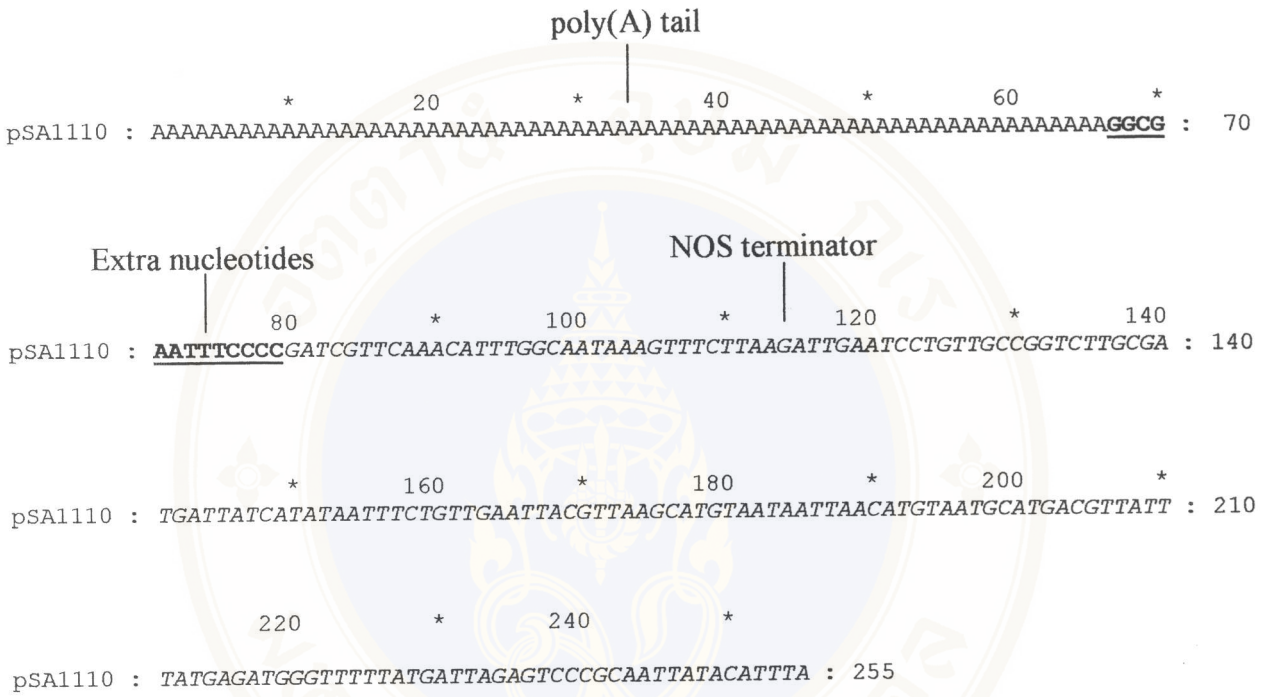 poly(A) tail
* 20 * 40 * 60 *
pSA1110 : AAAAAAAAAAAAAAAAAAAAAAAAAAAAAAAAAAAAAAAAAAAAAAAAAAAAAAAAAAAAAAAAAAGGCG : 70
Extra nucleotides NOS terminator
80 * 100 * 120 * 140
pSA1110 : AATTTCCCCGATCGTTCAAACATTTGGCAATAAAGTTTCTTAAGATTGAATCCTGTTGCCGGTCTTGCGA : 140
* 160 * 180 * 200 *
pSA1110 : TGATTATCATATAATTTCTGTTGAATTACGTTAAGCATGTAATAATTAACATGTAATGCATGACGTTATT : 210
220 * 240 *
pSA1110 : TATGAGATGGGTTTTTATGATTAGAGTCCCGCAATTATACATTTA : 255